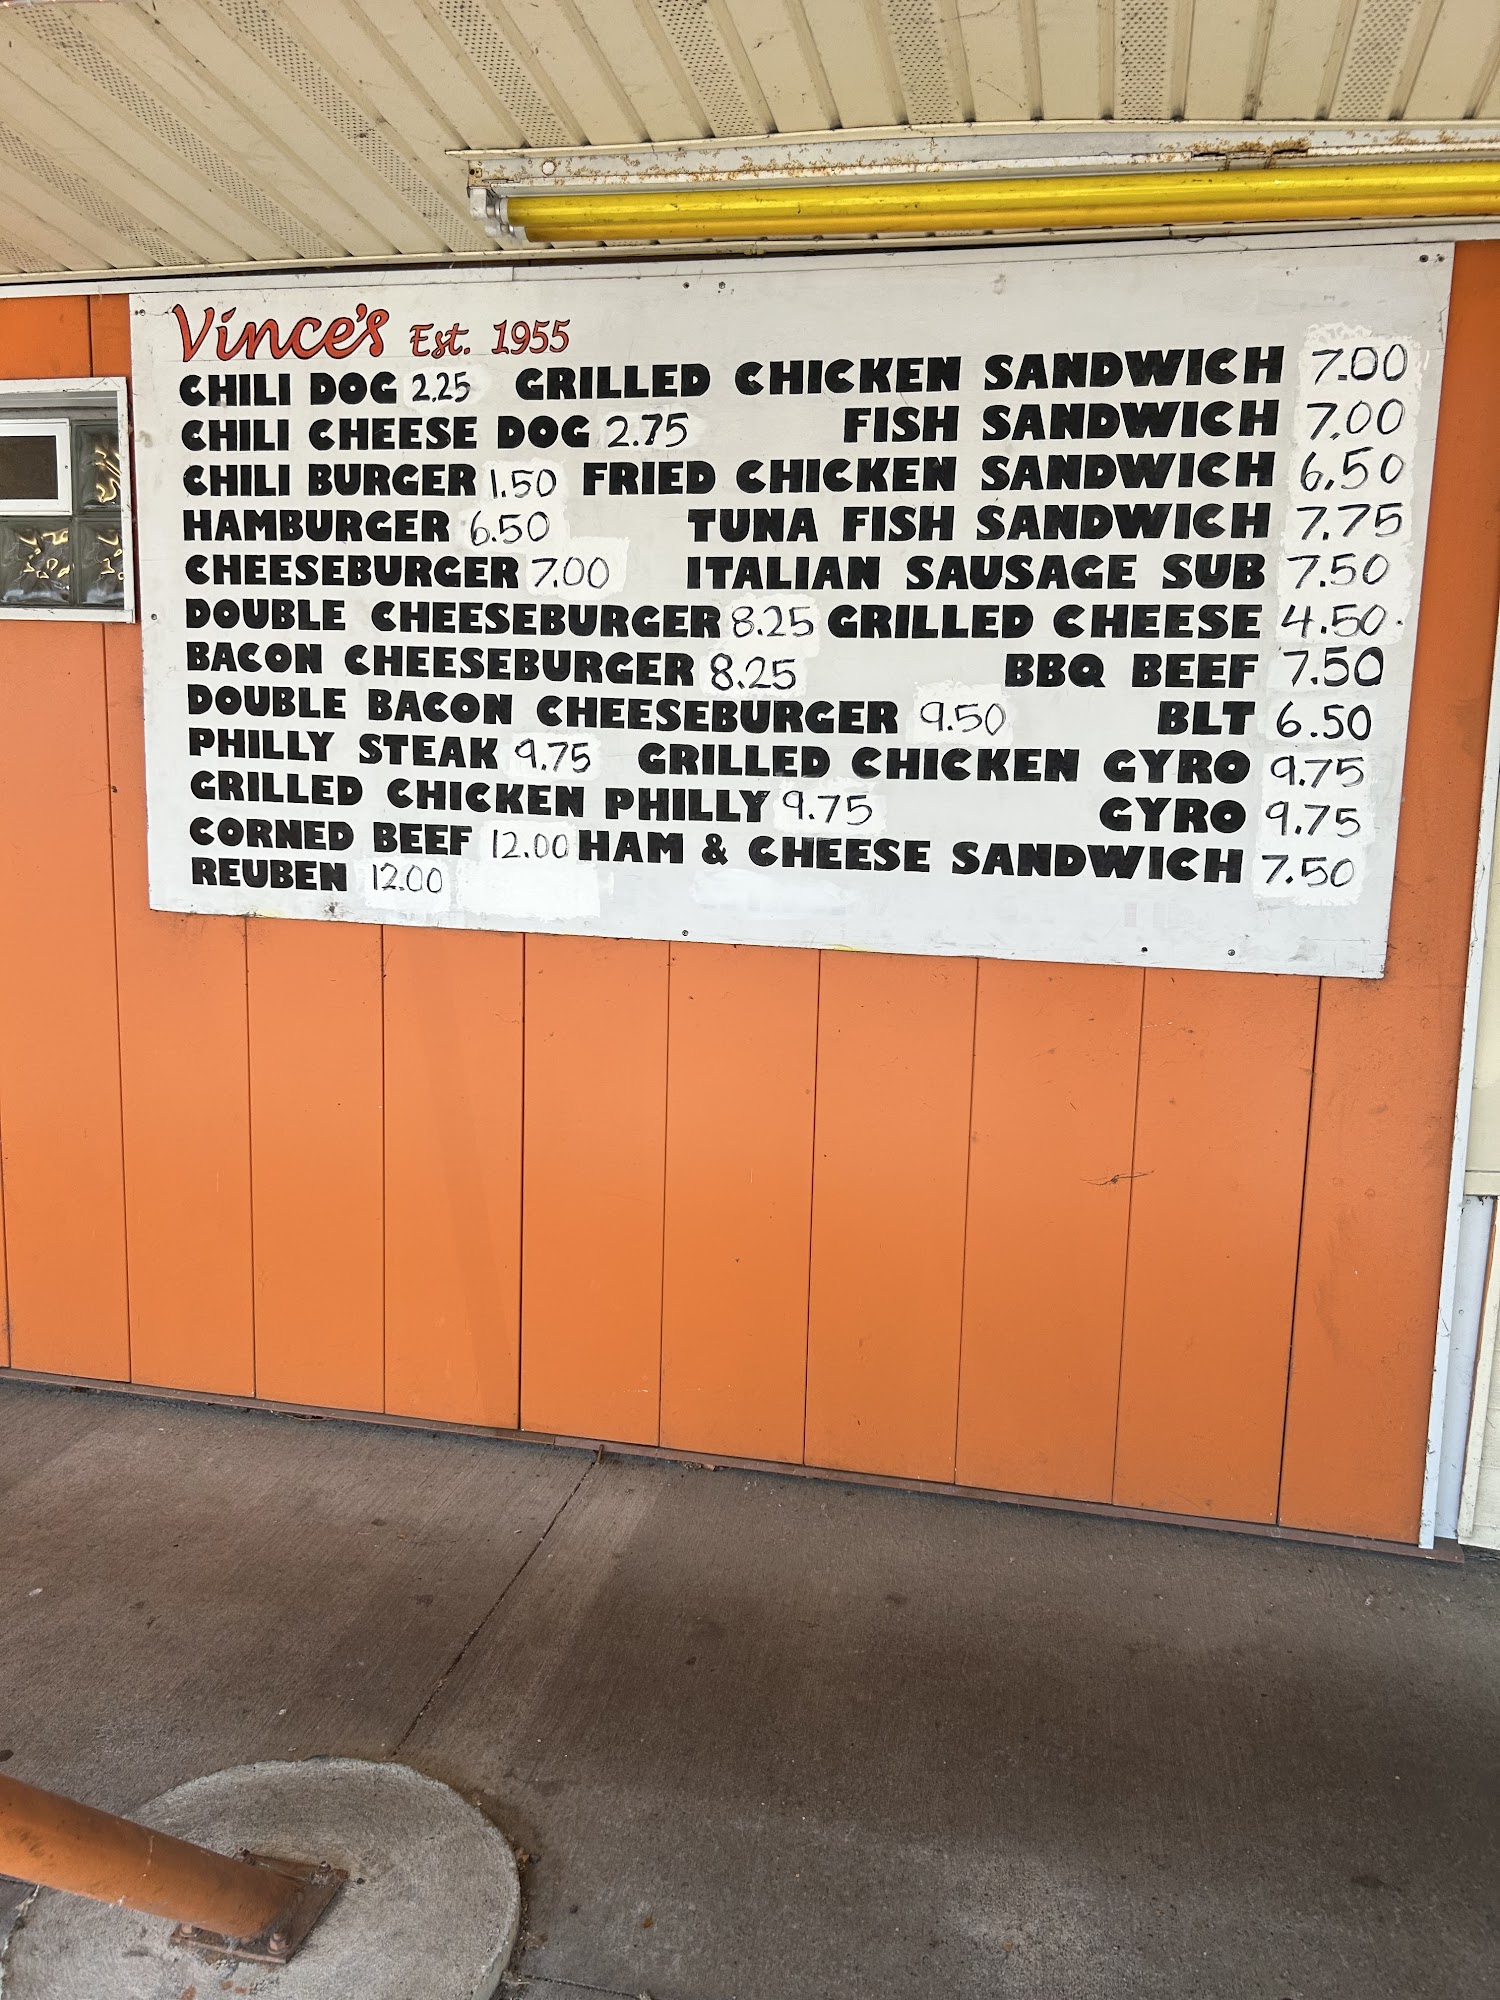 Vince's Est. 1955
CHILI DOG 2.25 GRILLED CHICKEN SANDWICH 7.00
CHILI CHEESE DOG 2.75 FISH SANDWICH 7.00
CHILI BURGER 1.50 FRIED CHICKEN SANDWICH 6.50
HAMBURGER 6.50 TUNA FISH SANDWICH 7.75
CHEESEBURGER 7.00 ITALIAN SAUSAGE SUB 7.50
DOUBLE CHEESEBURGER 8.25 GRILLED CHEESE 4.50
BACON CHEESEBURGER 8.25 BBQ BEEF 7.50
DOUBLE BACON CHEESEBURGER 9.50 BLT 6.50
PHILLY STEAK 9.75 GRILLED CHICKEN GYRO 9.75
GRILLED CHICKEN PHILLY 9.75 GYRO 9.75
CORNED BEEF 12.00 HAM & CHEESE SANDWICH 7.50
REUBEN 12.00